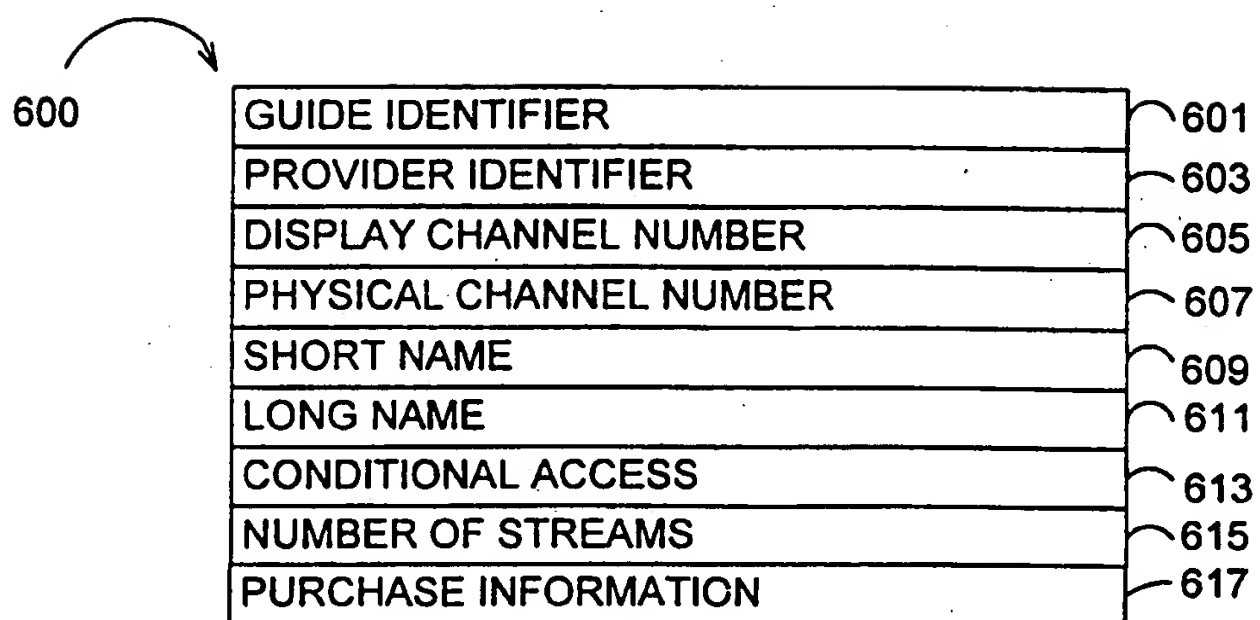 600
GUIDE IDENTIFIER 601
PROVIDER IDENTIFIER 603
DISPLAY CHANNEL NUMBER 605
PHYSICAL CHANNEL NUMBER 607
SHORT NAME 609
LONG NAME 611
CONDITIONAL ACCESS 613
NUMBER OF STREAMS 615
PURCHASE INFORMATION 617